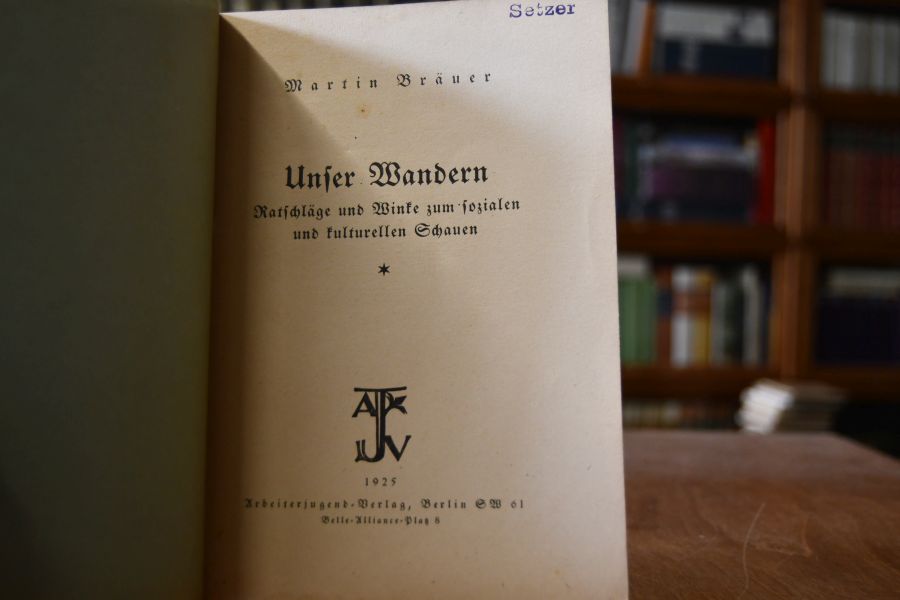 Setzer
Martin Bräuer
Unser Wandern
Ratschläge und Winke zum sozialen
und kulturellen Schauen
*
AJV
1925
Arbeiterjugend-Verlag, Berlin SW 61
Belle-Alliance-Platz 8